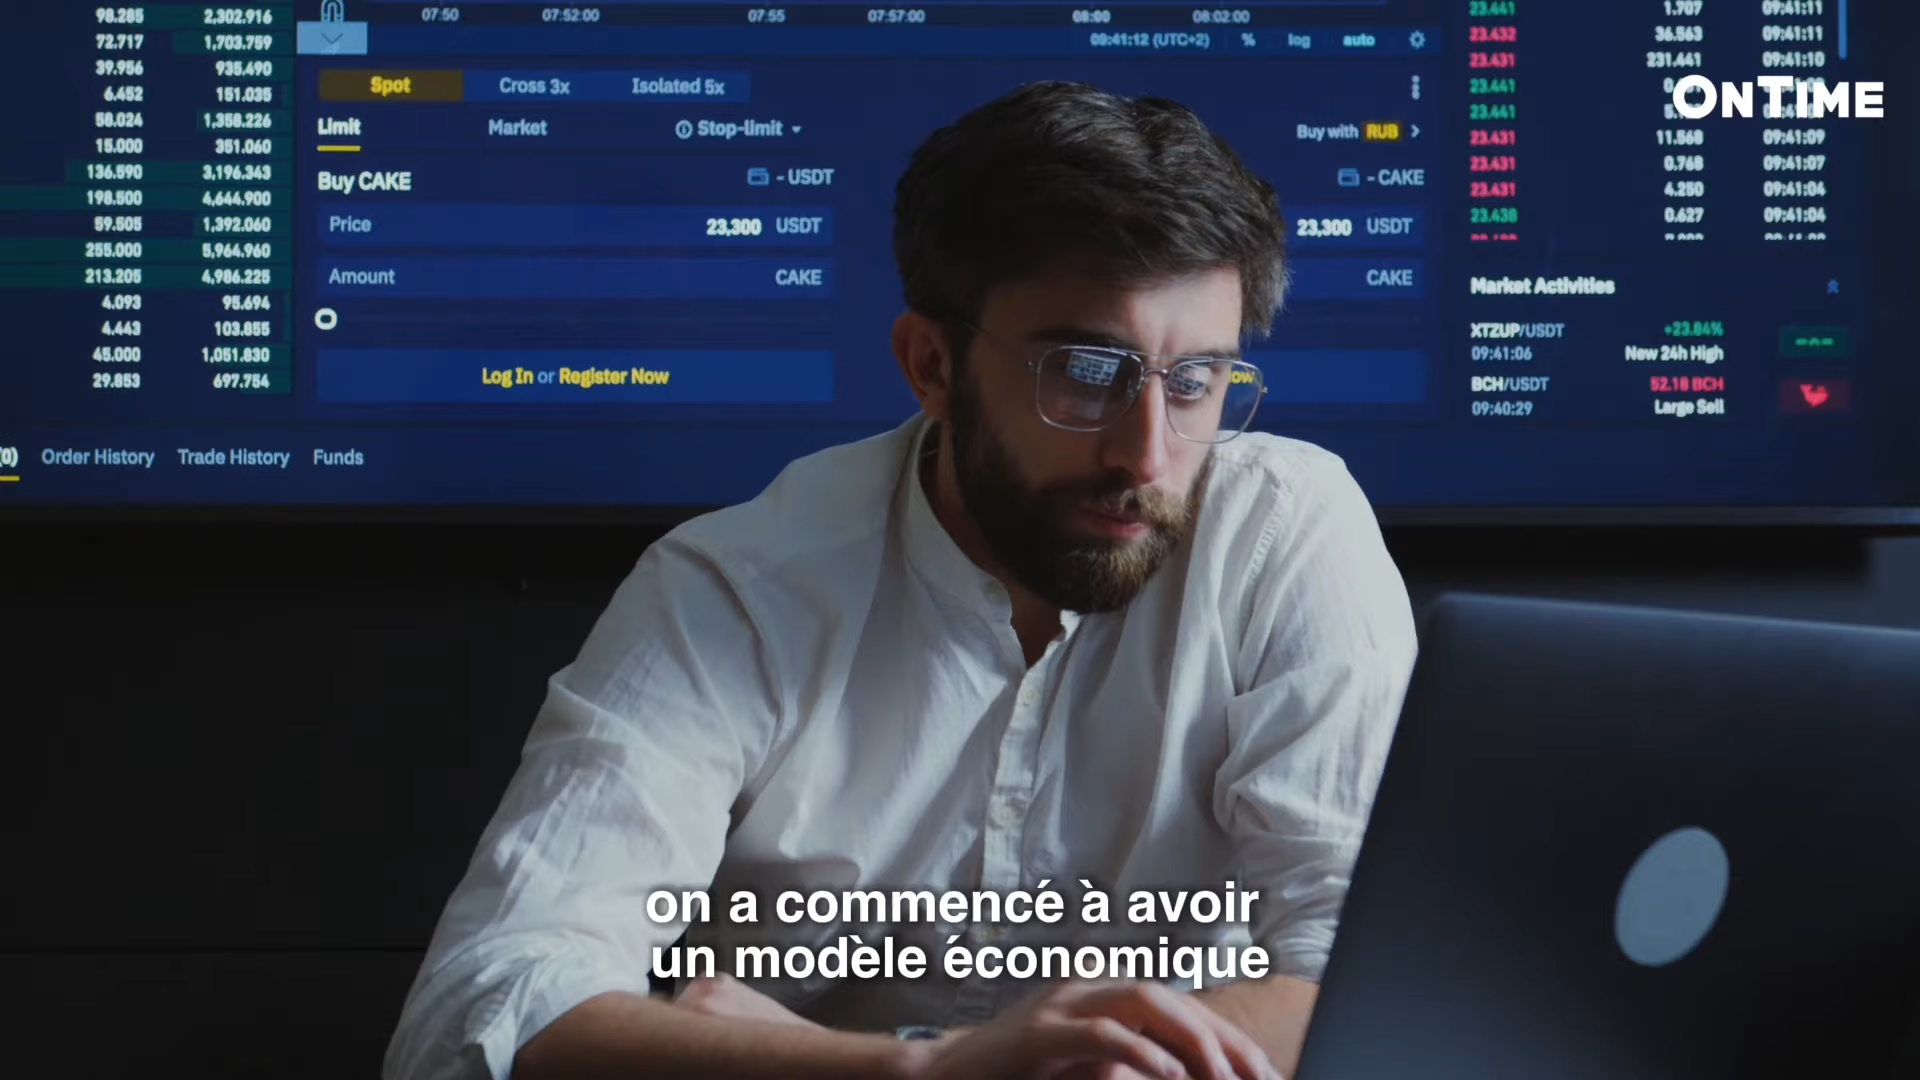 98.285 2,302.916
72.717 1,703.759
39.956 935.490
6.452 151.035
58.024 1,358.226
15.000 351.060
136.590 3,196.343
198.500 4,644.900
59.505 1,392.060
255.000 5,964.960
213.205 4,986.225
4.093 95.694
4.443 103.855
45.000 1,051.830
29.853 697.754
07:50 07:52:00 07:55 07:57:00 08:00 08:02:00
09:41:12 (UTC+2) % log auto
Spot Cross 3x Isolated 5x
Limit Market Stop-limit
Buy with RUB
Buy CAKE - USDT - CAKE
Price 23,300 USDT 23,300 USDT
Amount CAKE CAKE
Log In or Register Now
(0) Order History Trade History Funds
23.441 1.707 09:41:11
23.432 36.563 09:41:11
23.431 231.441 09:41:10
23.441
23.441
23.431 11.568 09:41:09
23.431 0.768 09:41:07
23.431 4.250 09:41:04
23.438 0.627 09:41:04
ONTIME
Market Activities
XTZUP/USDT +23.84%
09:41:06 New 24h High
BCH/USDT 52.18 BCH
09:40:29 Large Sell
on a commencé à avoir
un modèle économique